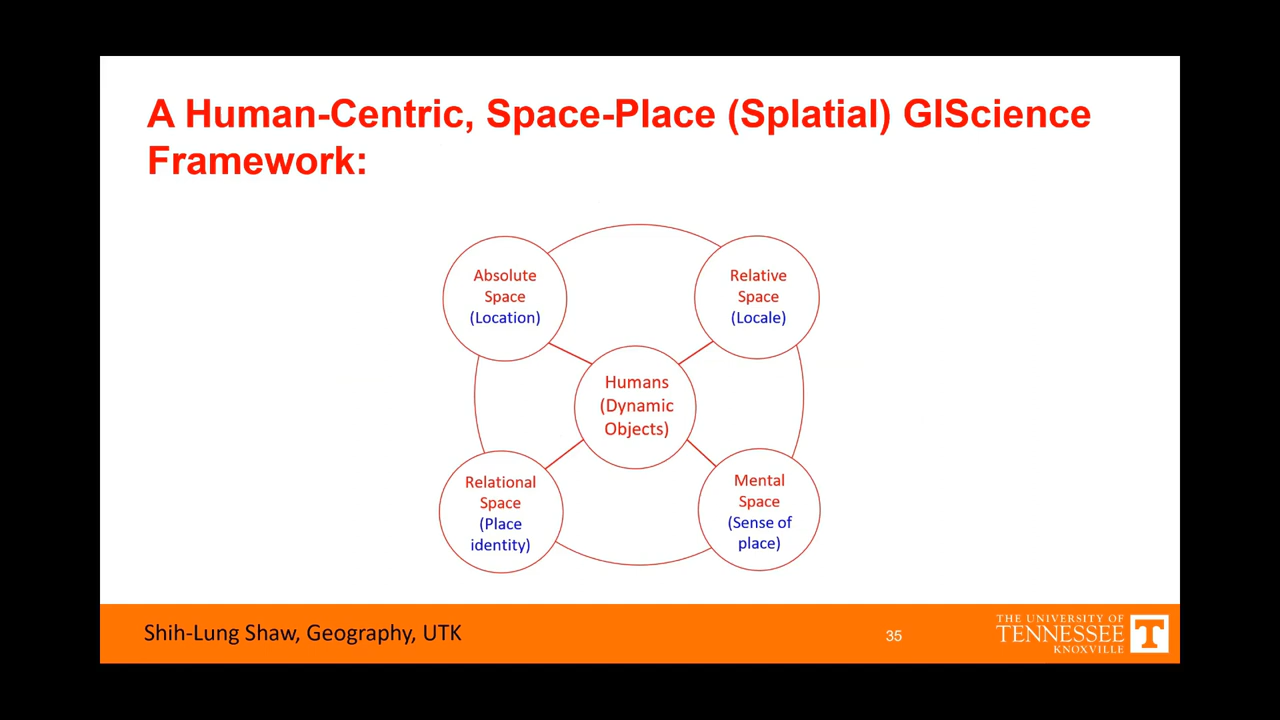 A Human-Centric, Space-Place (Splatial) GIScience
Framework:
Absolute
Space
(Location)
Relative
Space
(Locale)
Humans
(Dynamic
Objects)
Relational
Space
(Place
identity)
Mental
Space
(Sense of
place)
Shih-Lung Shaw, Geography, UTK
35
THE UNIVERSITY OF
TENNESSEE
KNOXVILLE
T